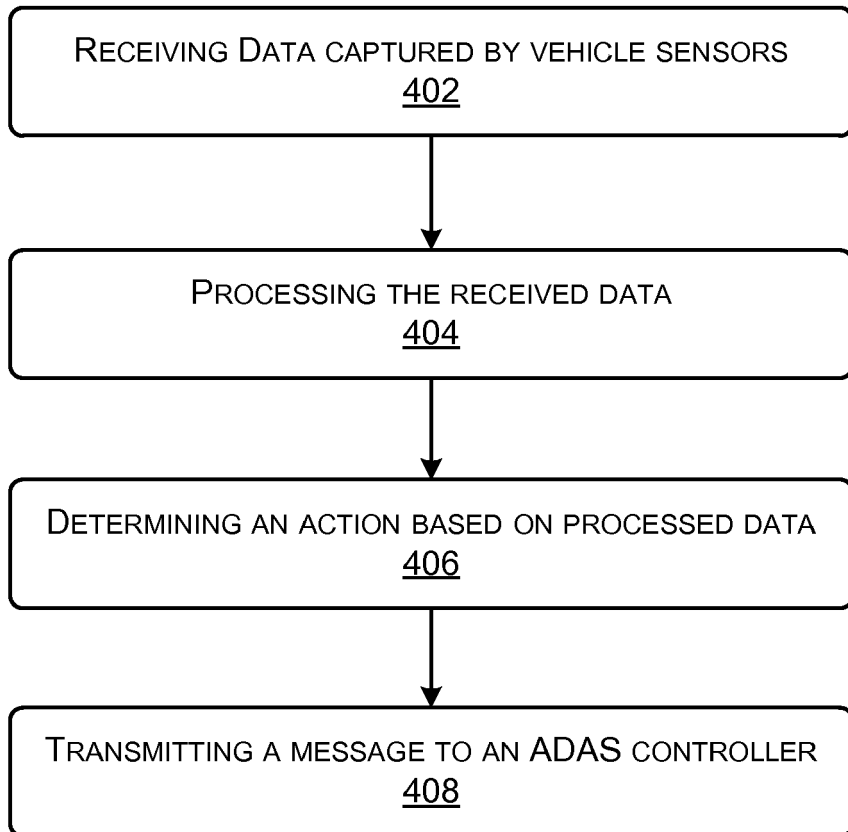 RECEIVING DATA CAPTURED BY VEHICLE SENSORS
402
PROCESSING THE RECEIVED DATA
404
DETERMINING AN ACTION BASED ON PROCESSED DATA
406
TRANSMITTING A MESSAGE TO AN ADAS CONTROLLER
408